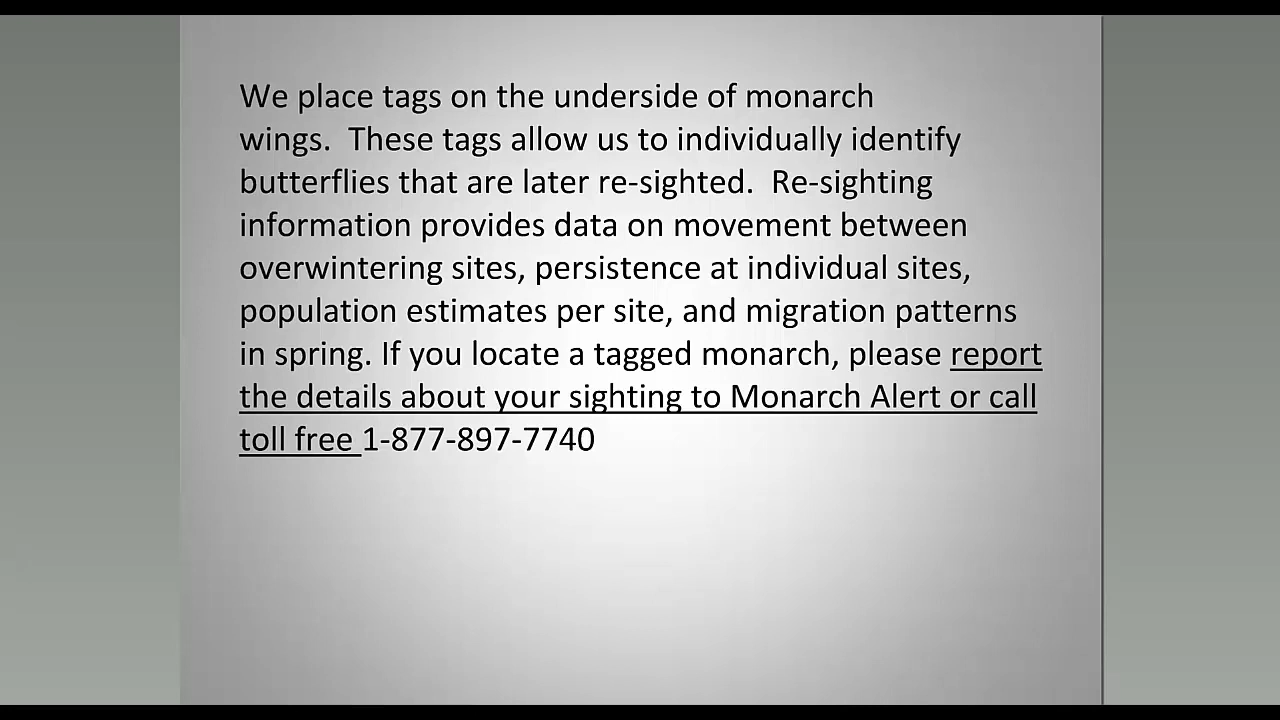 We place tags on the underside of monarch
wings.  These tags allow us to individually identify
butterflies that are later re-sighted.  Re-sighting
information provides data on movement between
overwintering sites, persistence at individual sites,
population estimates per site, and migration patterns
in spring. If you locate a tagged monarch, please report
the details about your sighting to Monarch Alert or call
toll free 1-877-897-7740